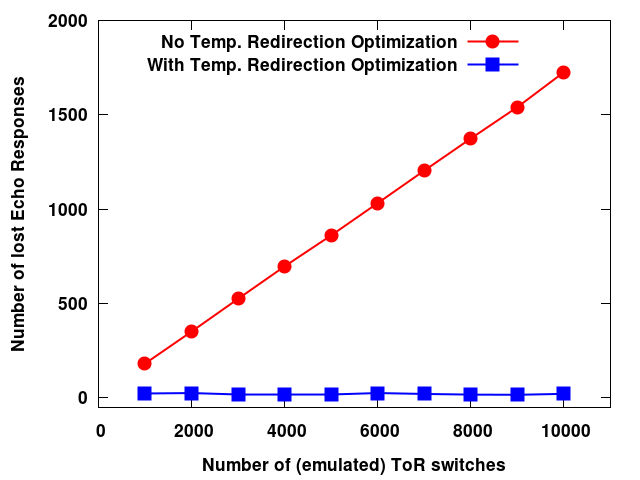 2000
1500
1000
500
0
Number of lost Echo Responses
No Temp. Redirection Optimization
With Temp. Redirection Optimization
0 2000 4000 6000 8000 10000
Number of (emulated) ToR switches